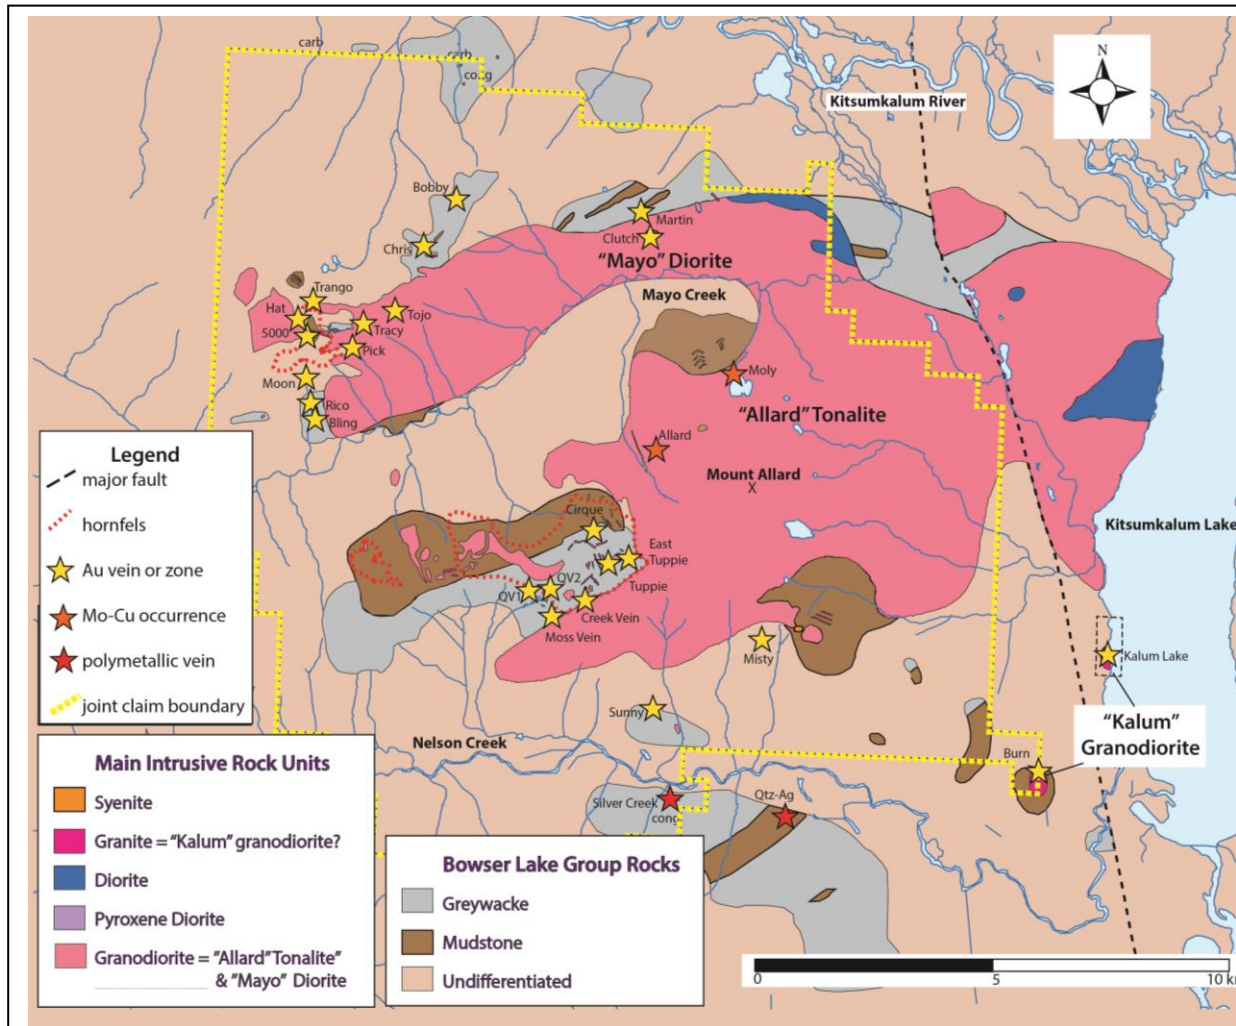 carb
carb
cong
N
Kitsumkalum River
Bobby
Martin
Chris
Clutch
“Mayo” Diorite
Trango
Mayo Creek
Hat
Tojo
5000
Tracy
Pick
Moly
Moon
Rico
Bling
“Allard” Tonalite
Allard
Mount Allard
X
Kitsumkalum Lake
Cirque
East
Tuppie
Tuppie
QV2
QV1
Creek Vein
Moss Vein
Misty
Kalum Lake
Sunny
“Kalum”
Granodiorite
Nelson Creek
Burn
Silver Creek
cong
Qtz-Ag
Legend
major fault
hornfels
Au vein or zone
Mo-Cu occurrence
polymetallic vein
joint claim boundary
Main Intrusive Rock Units
Syenite
Granite = “Kalum” granodiorite?
Diorite
Pyroxene Diorite
Granodiorite = “Allard” Tonalite”
& “Mayo” Diorite
Bowser Lake Group Rocks
Greywacke
Mudstone
Undifferentiated
0
5
10 km